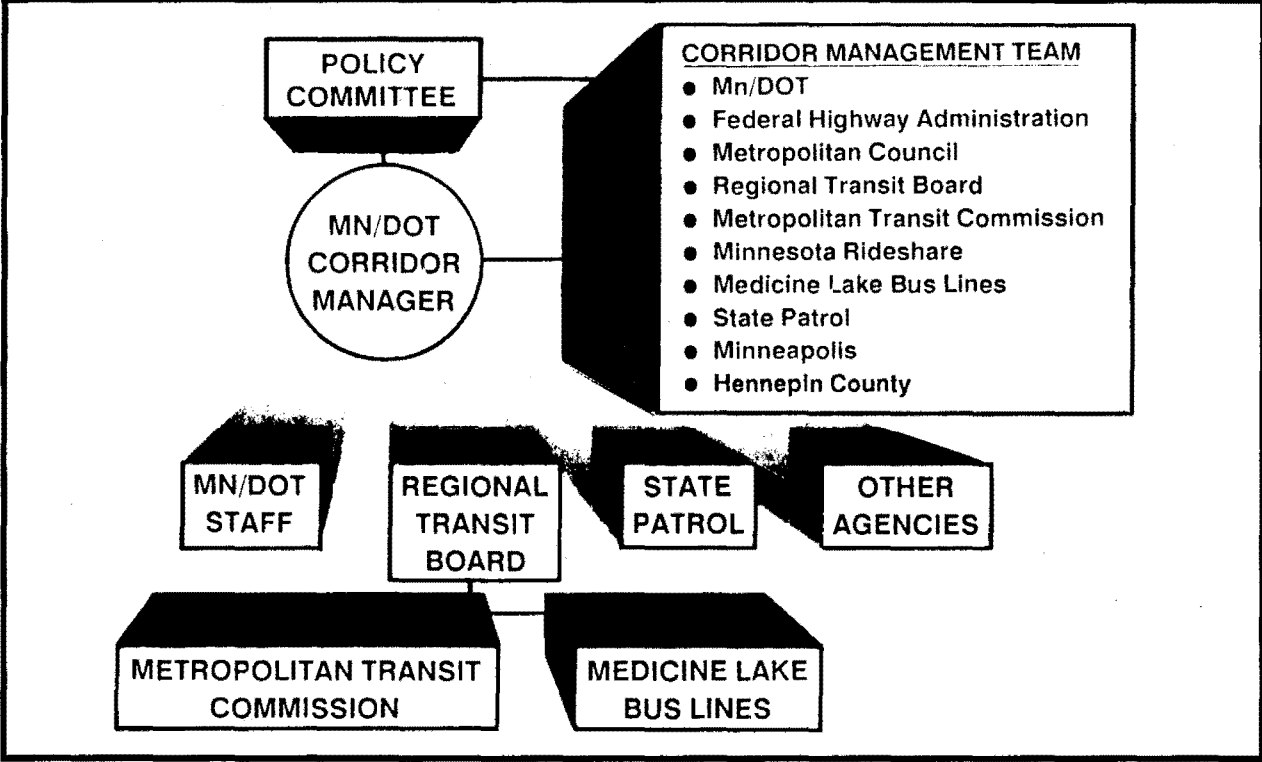 POLICY
COMMITTEE
CORRIDOR MANAGEMENT TEAM
● Mn/DOT
● Federal Highway Administration
● Metropolitan Council
● Regional Transit Board
● Metropolitan Transit Commission
● Minnesota Rideshare
● Medicine Lake Bus Lines
● State Patrol
● Minneapolis
● Hennepin County
MN/DOT
CORRIDOR
MANAGER
MN/DOT
STAFF
REGIONAL
TRANSIT
BOARD
STATE
PATROL
OTHER
AGENCIES
METROPOLITAN TRANSIT
COMMISSION
MEDICINE LAKE
BUS LINES